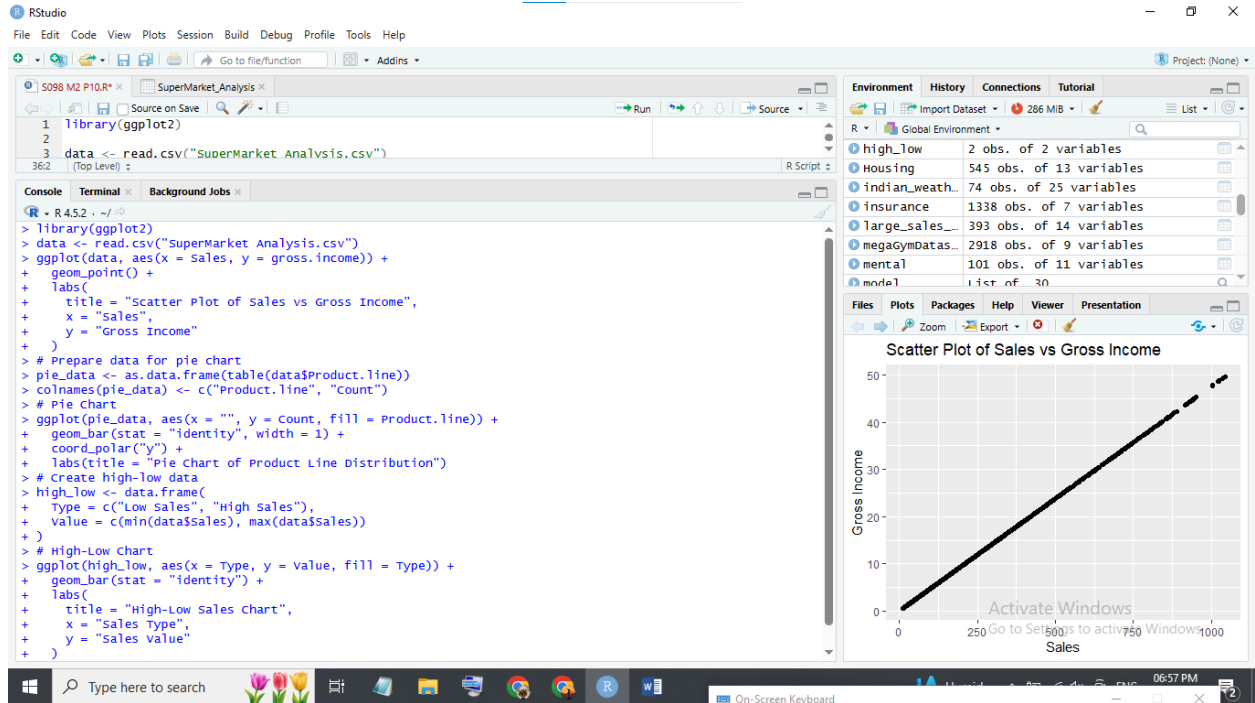 RStudio
File Edit Code View Plots Session Build Debug Profile Tools Help
Go to file/function Addins Project: (None)
S098 M2 P10.R* SuperMarket_Analysis
Source on Save Run Source
1 library(ggplot2)
2
3 data <- read.csv("SuperMarket Analysis.csv")
36:2 (Top Level) R Script
Console Terminal Background Jobs
R 4.5.2 · ~/
> library(ggplot2)
> data <- read.csv("SuperMarket Analysis.csv")
> ggplot(data, aes(x = Sales, y = gross.income)) +
+   geom_point() +
+   labs(
+     title = "Scatter Plot of Sales vs Gross Income",
+     x = "Sales",
+     y = "Gross Income"
+   )
> # Prepare data for pie chart
> pie_data <- as.data.frame(table(data$Product.line))
> colnames(pie_data) <- c("Product.line", "Count")
> # Pie Chart
> ggplot(pie_data, aes(x = "", y = Count, fill = Product.line)) +
+   geom_bar(stat = "identity", width = 1) +
+   coord_polar("y") +
+   labs(title = "Pie Chart of Product Line Distribution")
> # Create high-low data
> high_low <- data.frame(
+   Type = c("Low Sales", "High Sales"),
+   Value = c(min(data$Sales), max(data$Sales))
+ )
> # High-Low Chart
> ggplot(high_low, aes(x = Type, y = Value, fill = Type)) +
+   geom_bar(stat = "identity") +
+   labs(
+     title = "High-Low Sales Chart",
+     x = "Sales Type",
+     y = "Sales Value"
+   )
Environment History Connections Tutorial
Import Dataset 286 MiB List
R Global Environment
high_low 2 obs. of 2 variables
Housing 545 obs. of 13 variables
indian_weath… 74 obs. of 25 variables
insurance 1338 obs. of 7 variables
large_sales_… 393 obs. of 14 variables
megaGymDatas… 2918 obs. of 9 variables
mental 101 obs. of 11 variables
model List of 30
Files Plots Packages Help Viewer Presentation
Zoom Export
Scatter Plot of Sales vs Gross Income
50
40
30
20
10
0
Gross Income
0 250 500 750 1000
Sales
Activate Windows
Go to Settings to activate Windows.
Type here to search
06:57 PM
2
On-Screen Keyboard